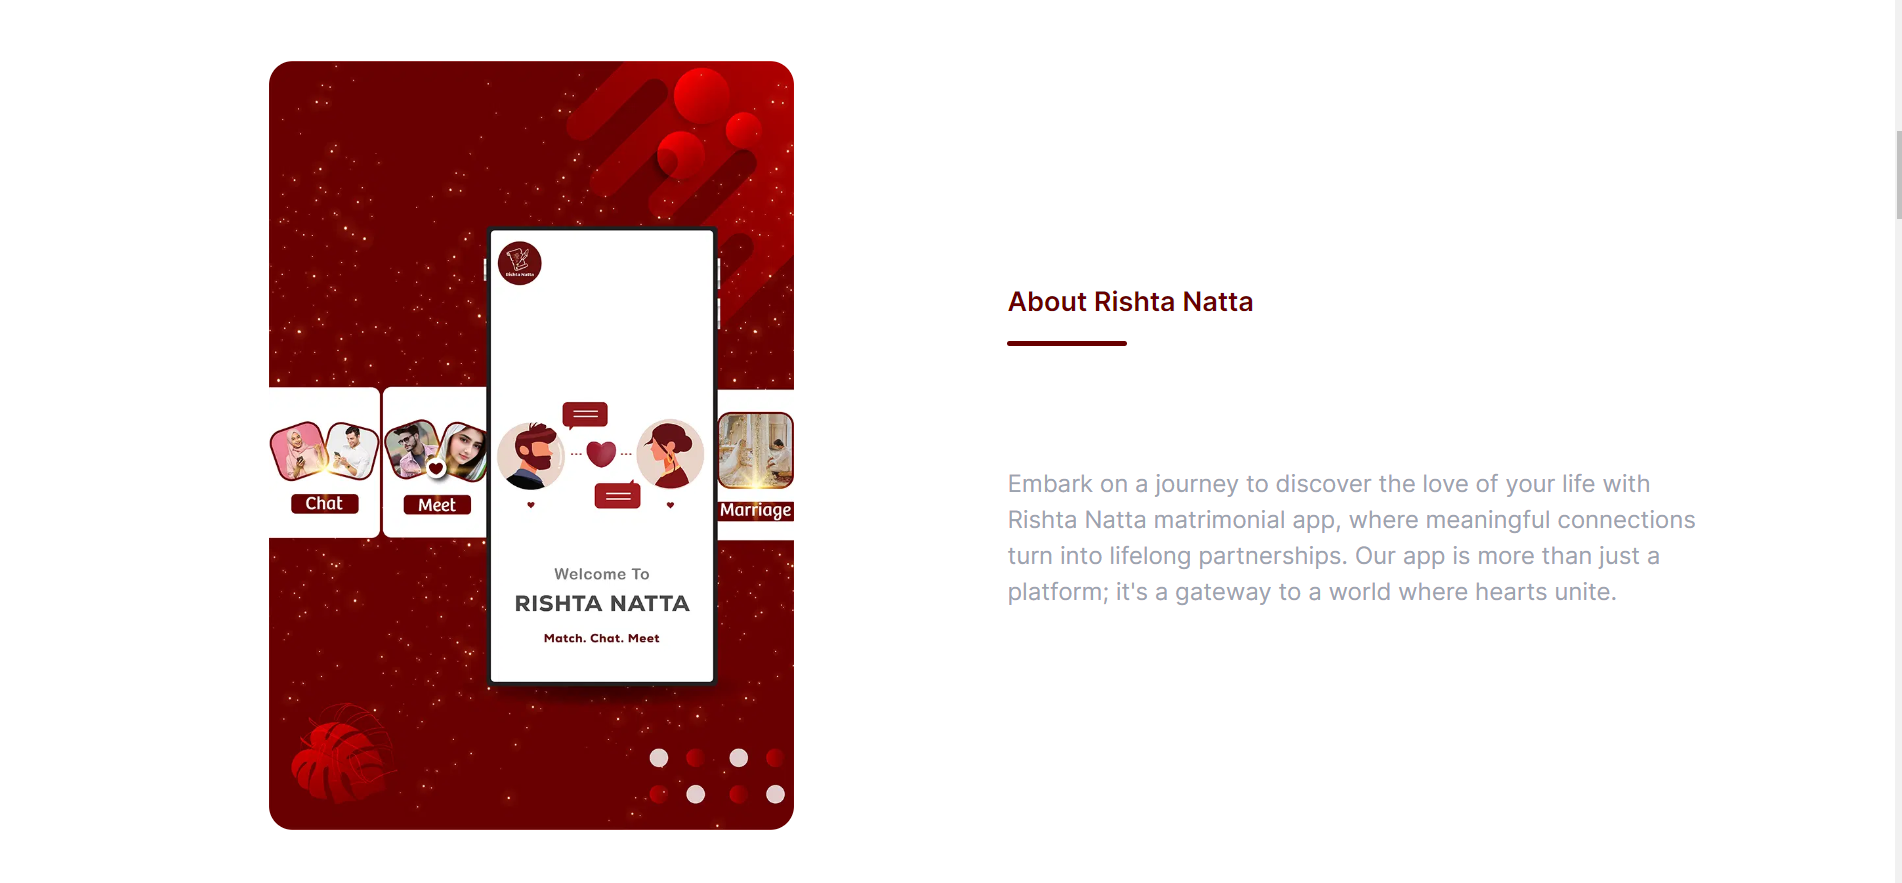 Rishta Natta
Chat
Meet
Marriage
Welcome To
RISHTA NATTA
Match. Chat. Meet
About Rishta Natta
Embark on a journey to discover the love of your life with
Rishta Natta matrimonial app, where meaningful connections
turn into lifelong partnerships. Our app is more than just a
platform; it's a gateway to a world where hearts unite.